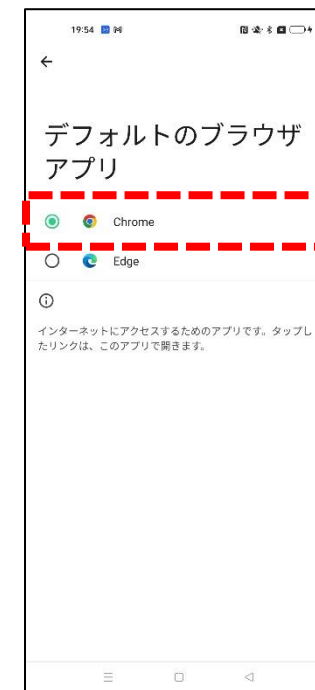 19:54
デフォルトのブラウザ
アプリ
Chrome
Edge
インターネットにアクセスするためのアプリです。タップし
たリンクは、このアプリで開きます。